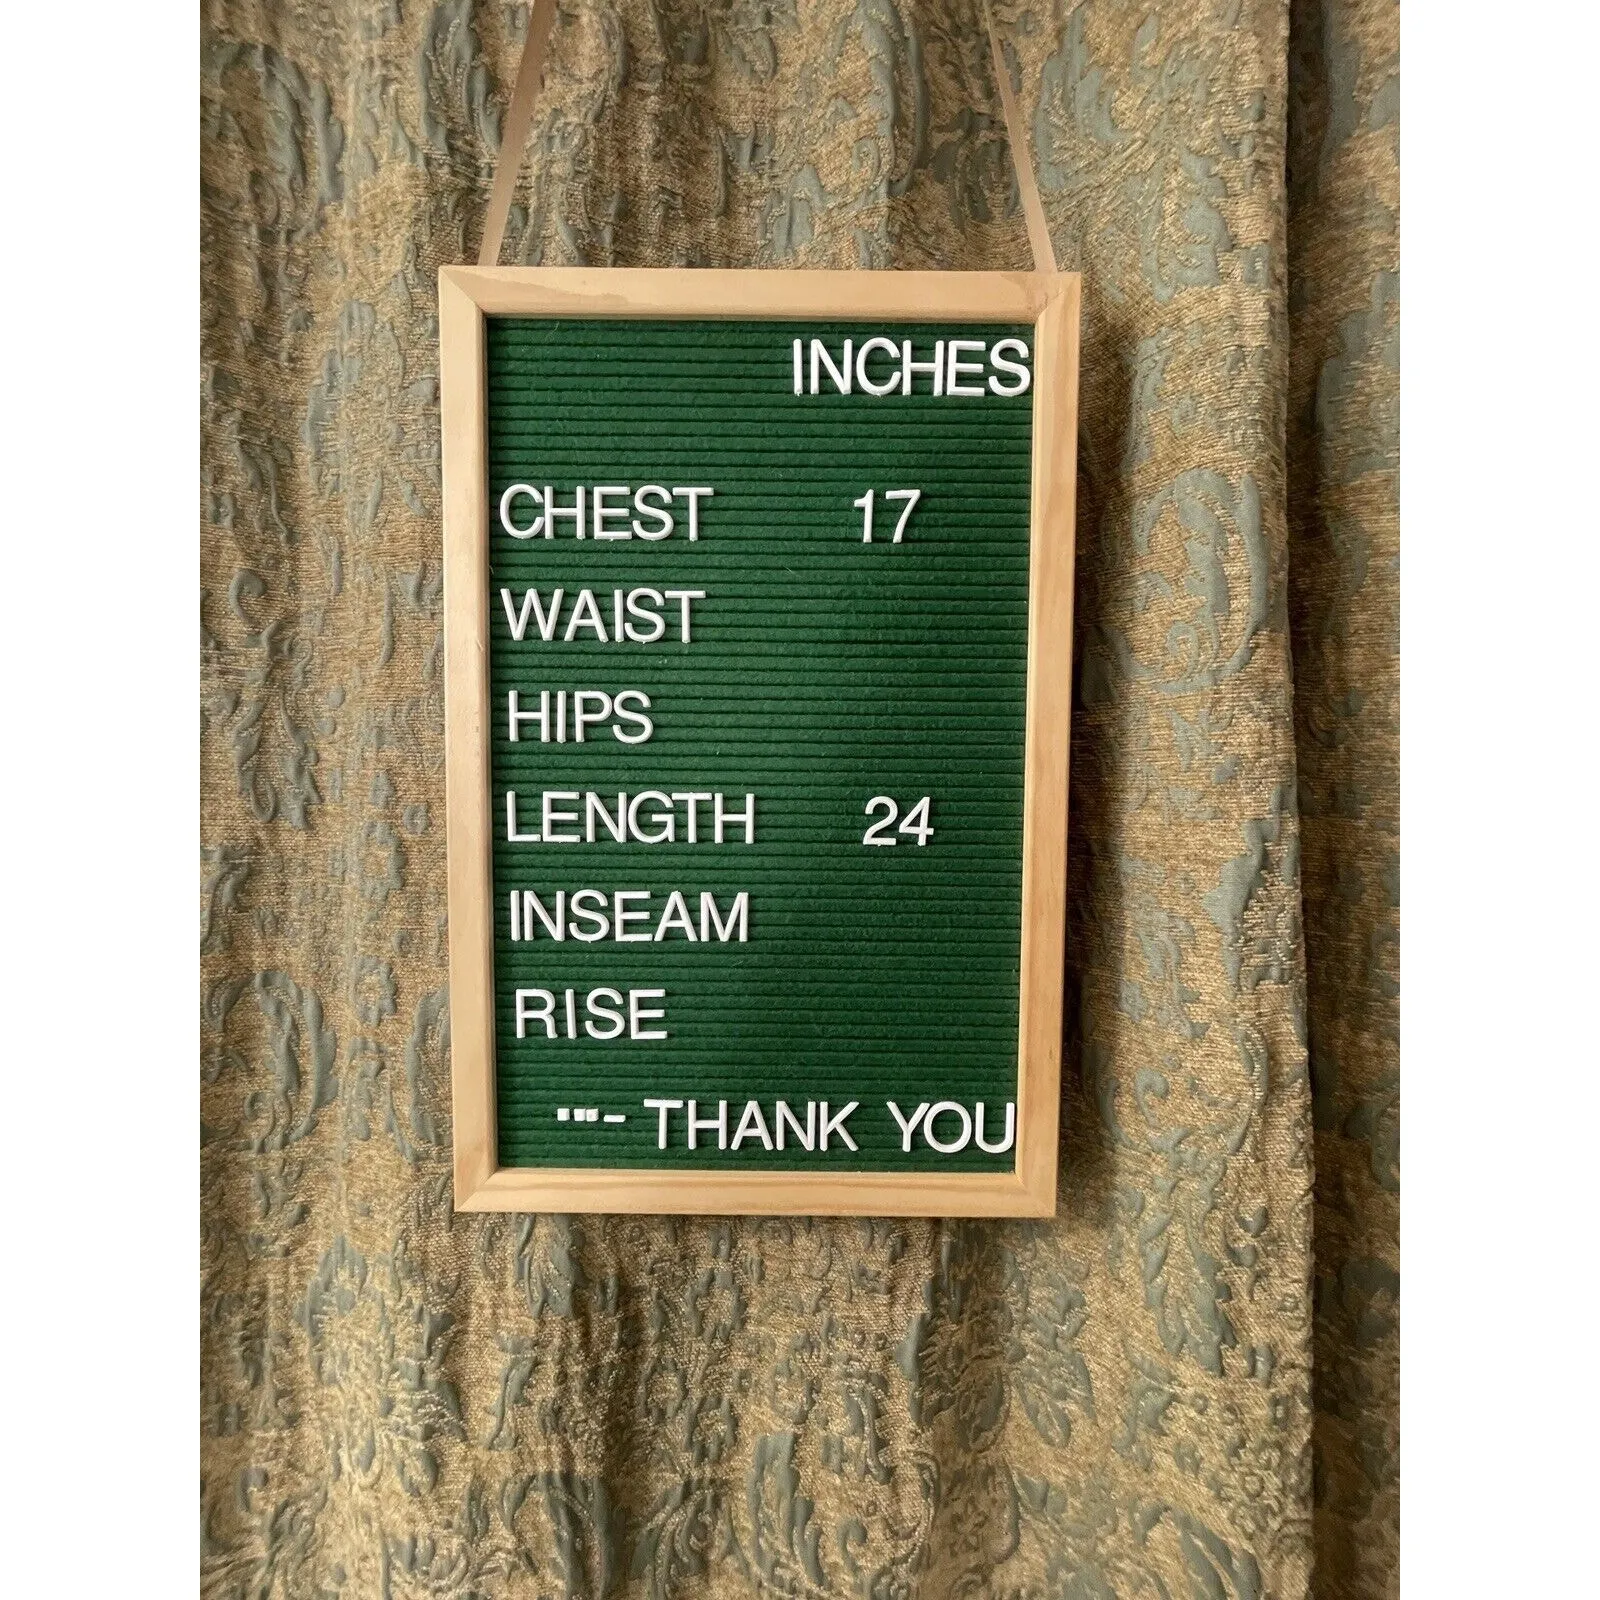 INCHES
CHEST 17
WAIST
HIPS
LENGTH 24
INSEAM
RISE
THANK YOU